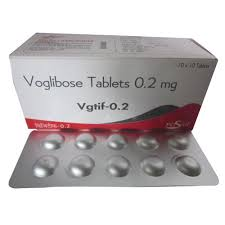 10 x 10 Tablets
Voglibose Tablets 0.2 mg
Vgtif-0.2